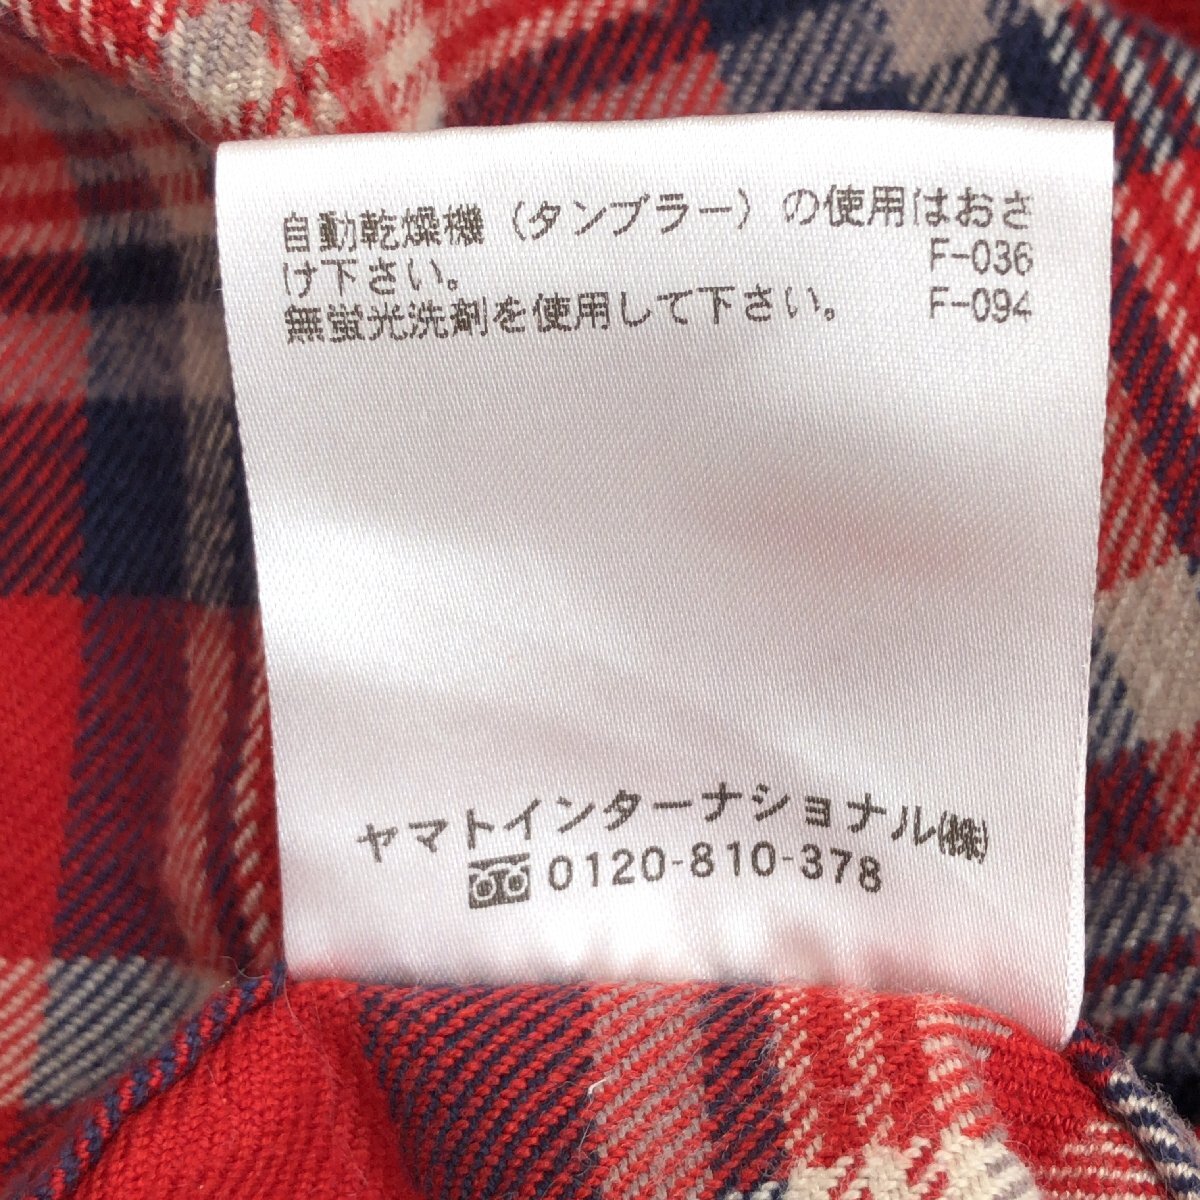 自動乾燥機（タンブラー）の使用はおさ
け下さい。 F-036
無蛍光洗剤を使用して下さい。 F-094
ヤマトインターナショナル㈱
0120-810-378